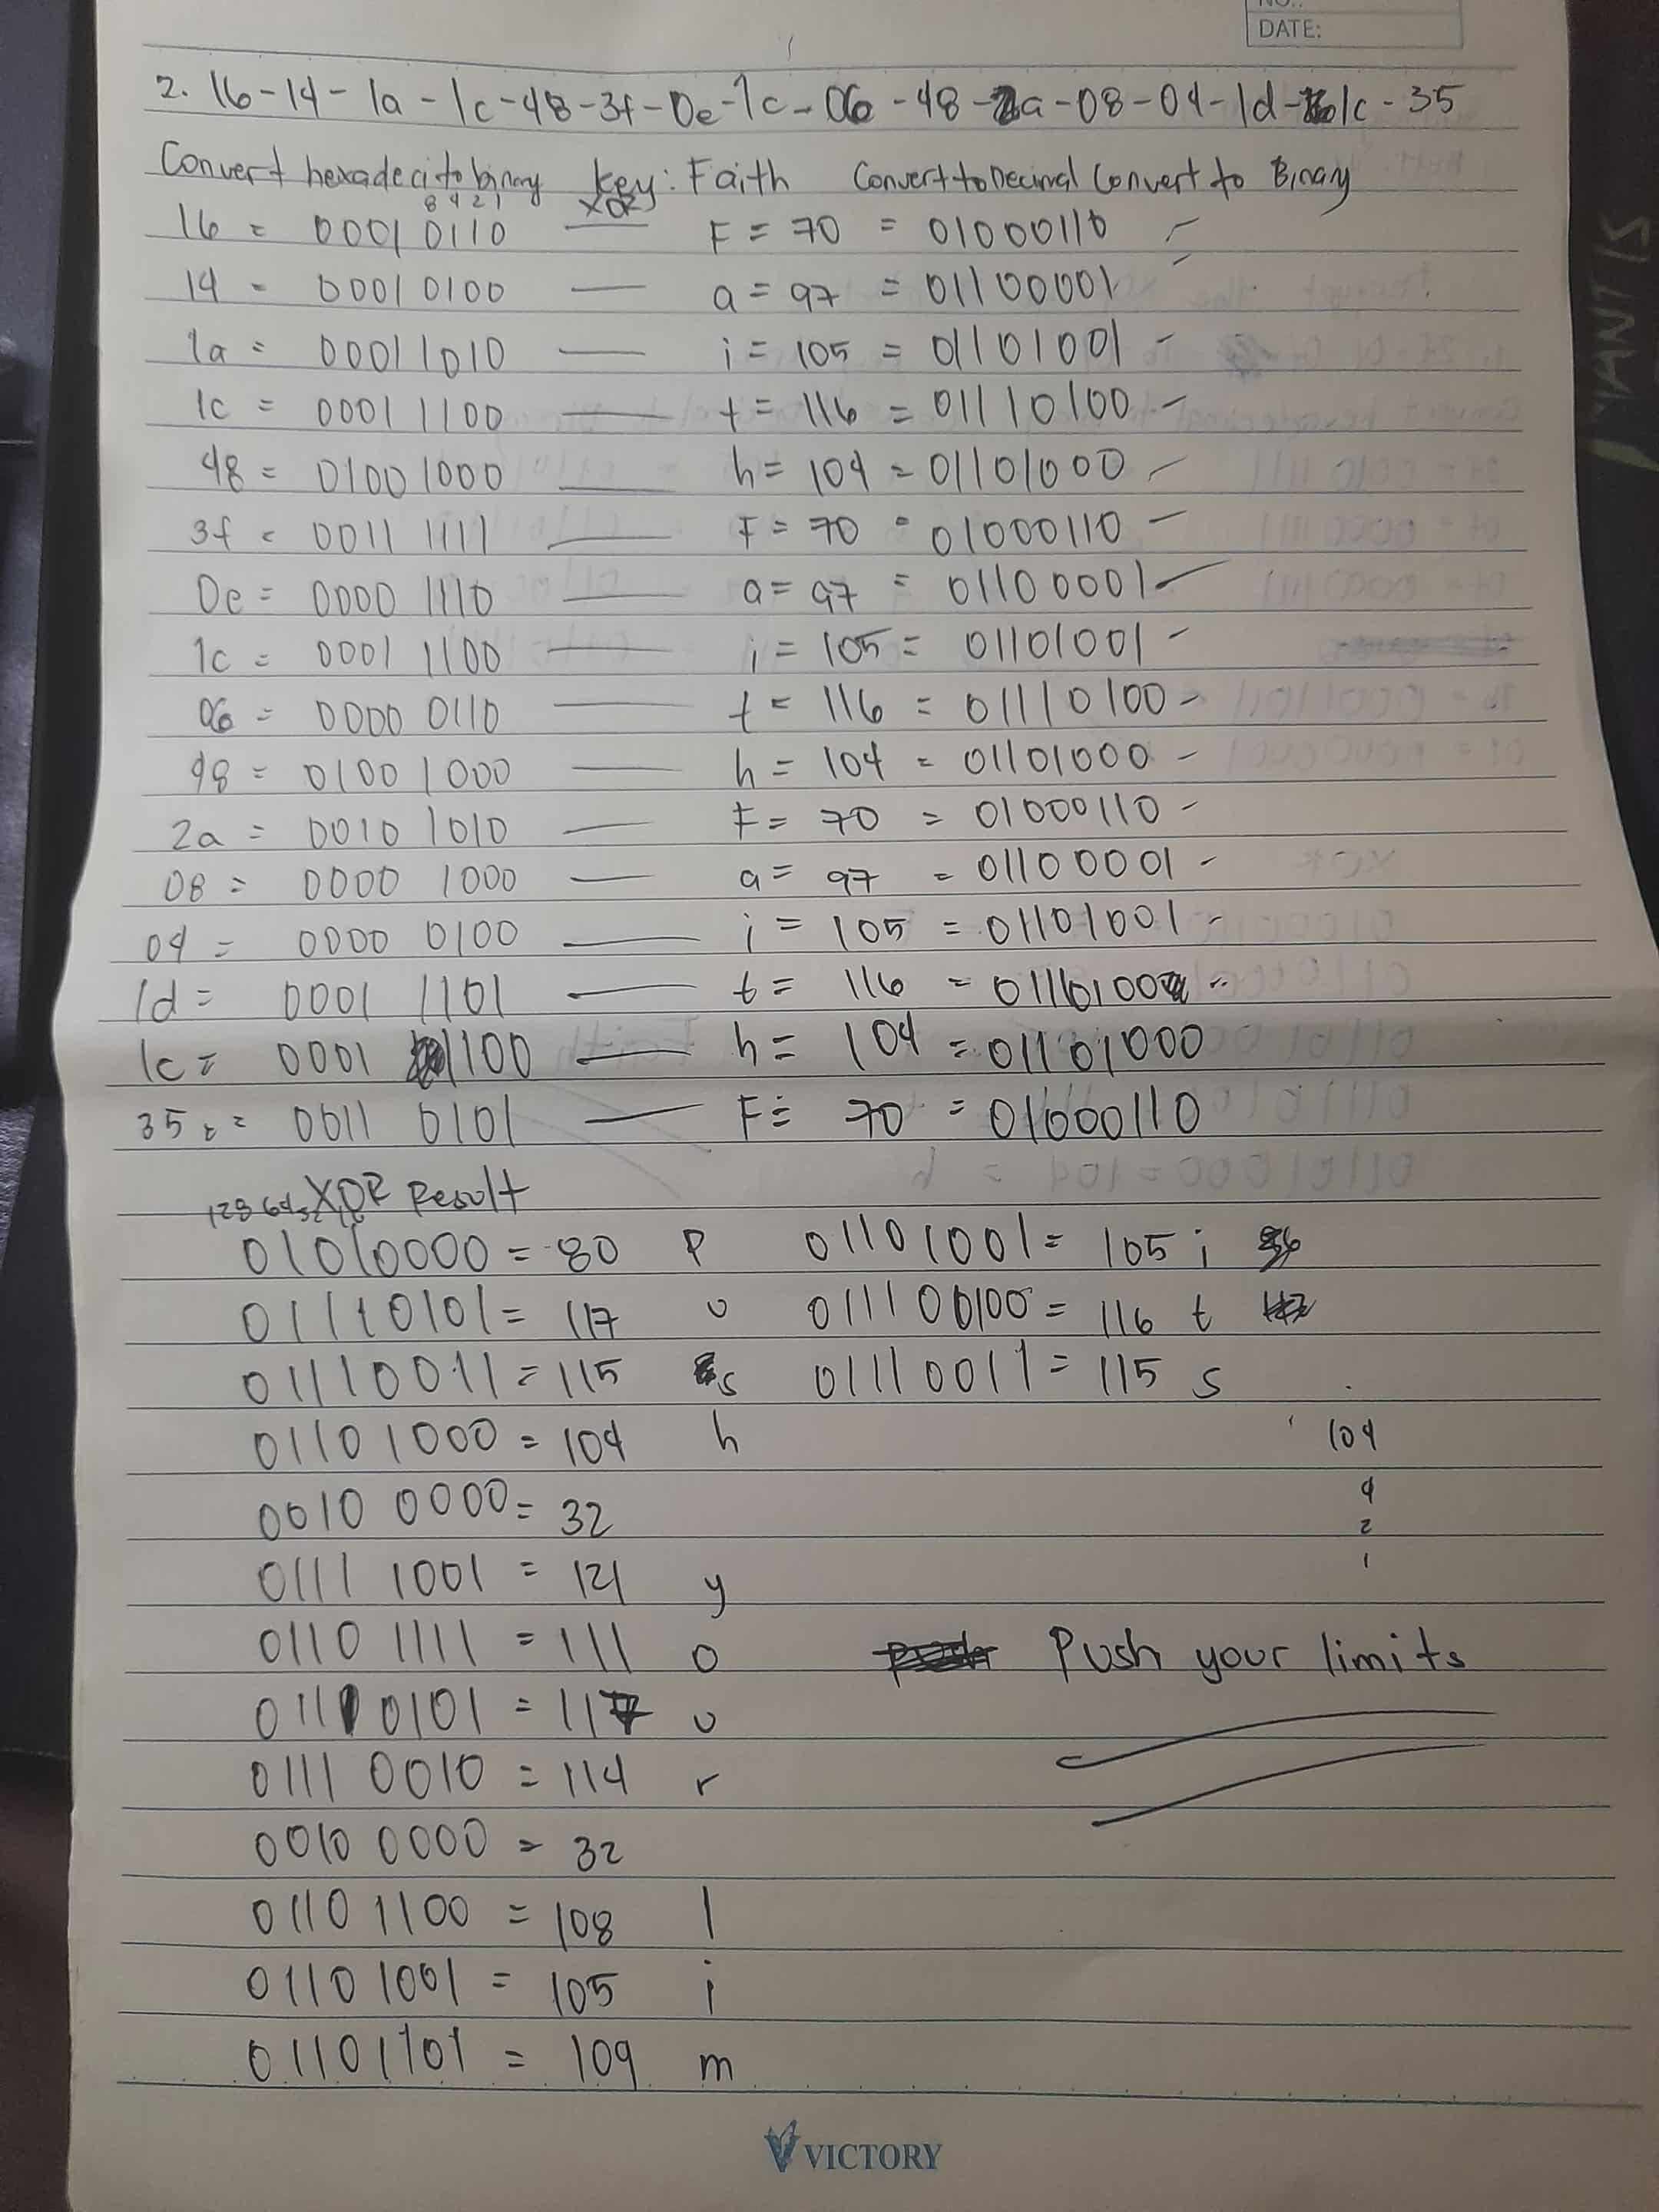 NO.:
DATE:
2. 16-14-1a-1c-48-3f-0e-1c-06-48-2a-08-04-1d-1c-35
Convert hexadeci to binary Key: Faith Convert to Decimal Convert to Binary
8 4 2 1 XOR
16 = 0001 0110 — F = 70 = 01000110 -
14 = 0001 0100 — a = 97 = 01100001 -
1a = 0001 1010 — i = 105 = 01101001 -
1c = 0001 1100 — t = 116 = 01110100 -
48 = 0100 1000 — h = 104 = 01101000 -
3f = 0011 1111 — F = 70 = 01000110 -
0e = 0000 1110 — a = 97 = 01100001 -
1c = 0001 1100 — i = 105 = 01101001 -
06 = 0000 0110 — t = 116 = 01110100 -
48 = 0100 1000 — h = 104 = 01101000 -
2a = 0010 1010 — F = 70 = 01000110 -
08 = 0000 1000 — a = 97 = 01100001 -
04 = 0000 0100 — i = 105 = 01101001 -
1d = 0001 1101 — t = 116 = 01110100 -
1c = 0001 1100 — h = 104 = 01101000
35 = 0011 0101 — F = 70 = 01000110
XOR Result
128 64 32 16
01010000 = 80 P 01101001 = 105 i
01110101 = 117 u 011100100 = 116 t
01110011 = 115 s 01110011 = 115 s
01101000 = 104 h 104
0010 0000 = 32 4
2
0111 1001 = 121 y 1
0110 1111 = 111 o Push your limits
0111 0101 = 117 u
0111 0010 = 114 r
0010 0000 = 32
0110 1100 = 108 l
0110 1001 = 105 i
01101101 = 109 m
VICTORY